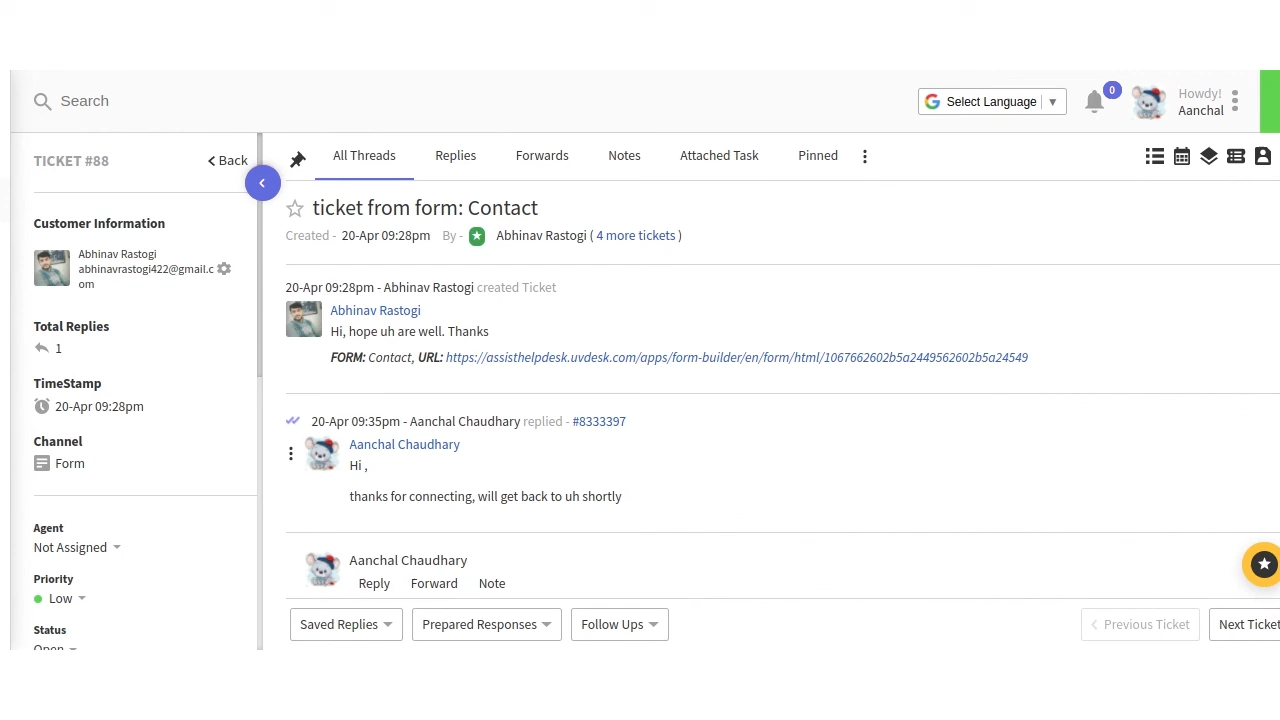 Search
Select Language ▼
0
Howdy!
Aanchal
TICKET #88
Back
Customer Information
Abhinav Rastogi
abhinavrastogi422@gmail.c
om
Total Replies
1
TimeStamp
20-Apr 09:28pm
Channel
Form
Agent
Not Assigned
Priority
Low
Status
Open
All Threads Replies Forwards Notes Attached Task Pinned
ticket from form: Contact
Created - 20-Apr 09:28pm By - Abhinav Rastogi ( 4 more tickets )
20-Apr 09:28pm - Abhinav Rastogi created Ticket
Abhinav Rastogi
Hi, hope uh are well. Thanks
FORM: Contact, URL: https://assisthelpdesk.uvdesk.com/apps/form-builder/en/form/html/1067662602b5a2449562602b5a24549
20-Apr 09:35pm - Aanchal Chaudhary replied - #8333397
Aanchal Chaudhary
Hi ,
thanks for connecting, will get back to uh shortly
Aanchal Chaudhary
Reply Forward Note
Saved Replies Prepared Responses Follow Ups Previous Ticket Next Ticket